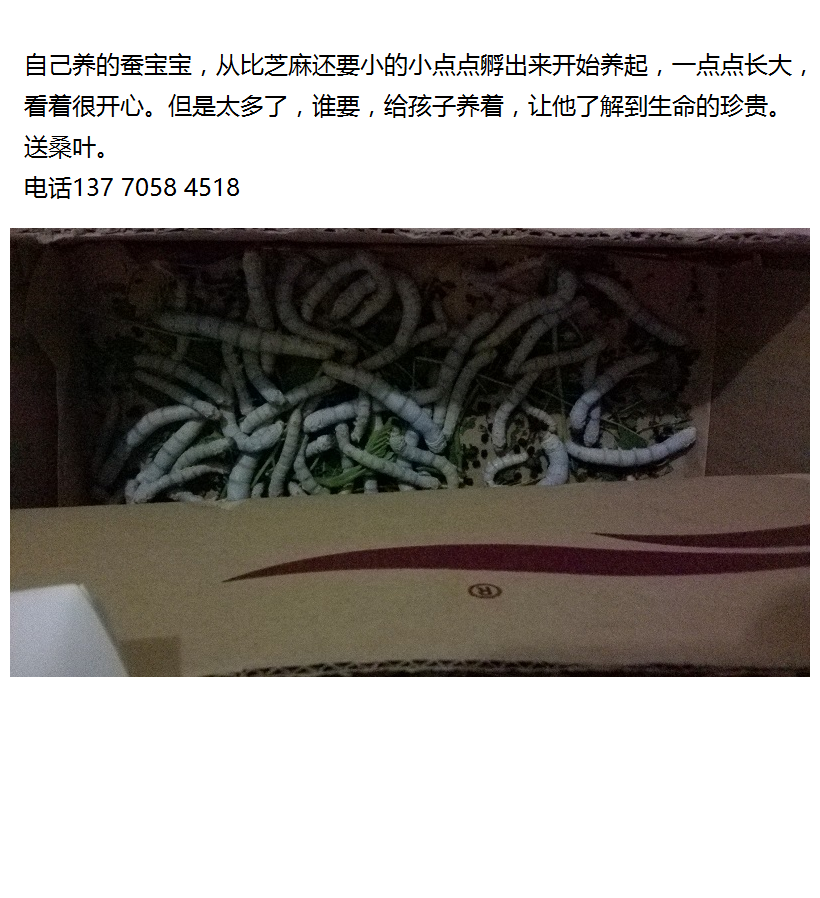 自己养的蚕宝宝，从比芝麻还要小的小点点孵出来开始养起，一点点长大，
看着很开心。但是太多了，谁要，给孩子养着，让他了解到生命的珍贵。
送桑叶。
电话137 7058 4518
®